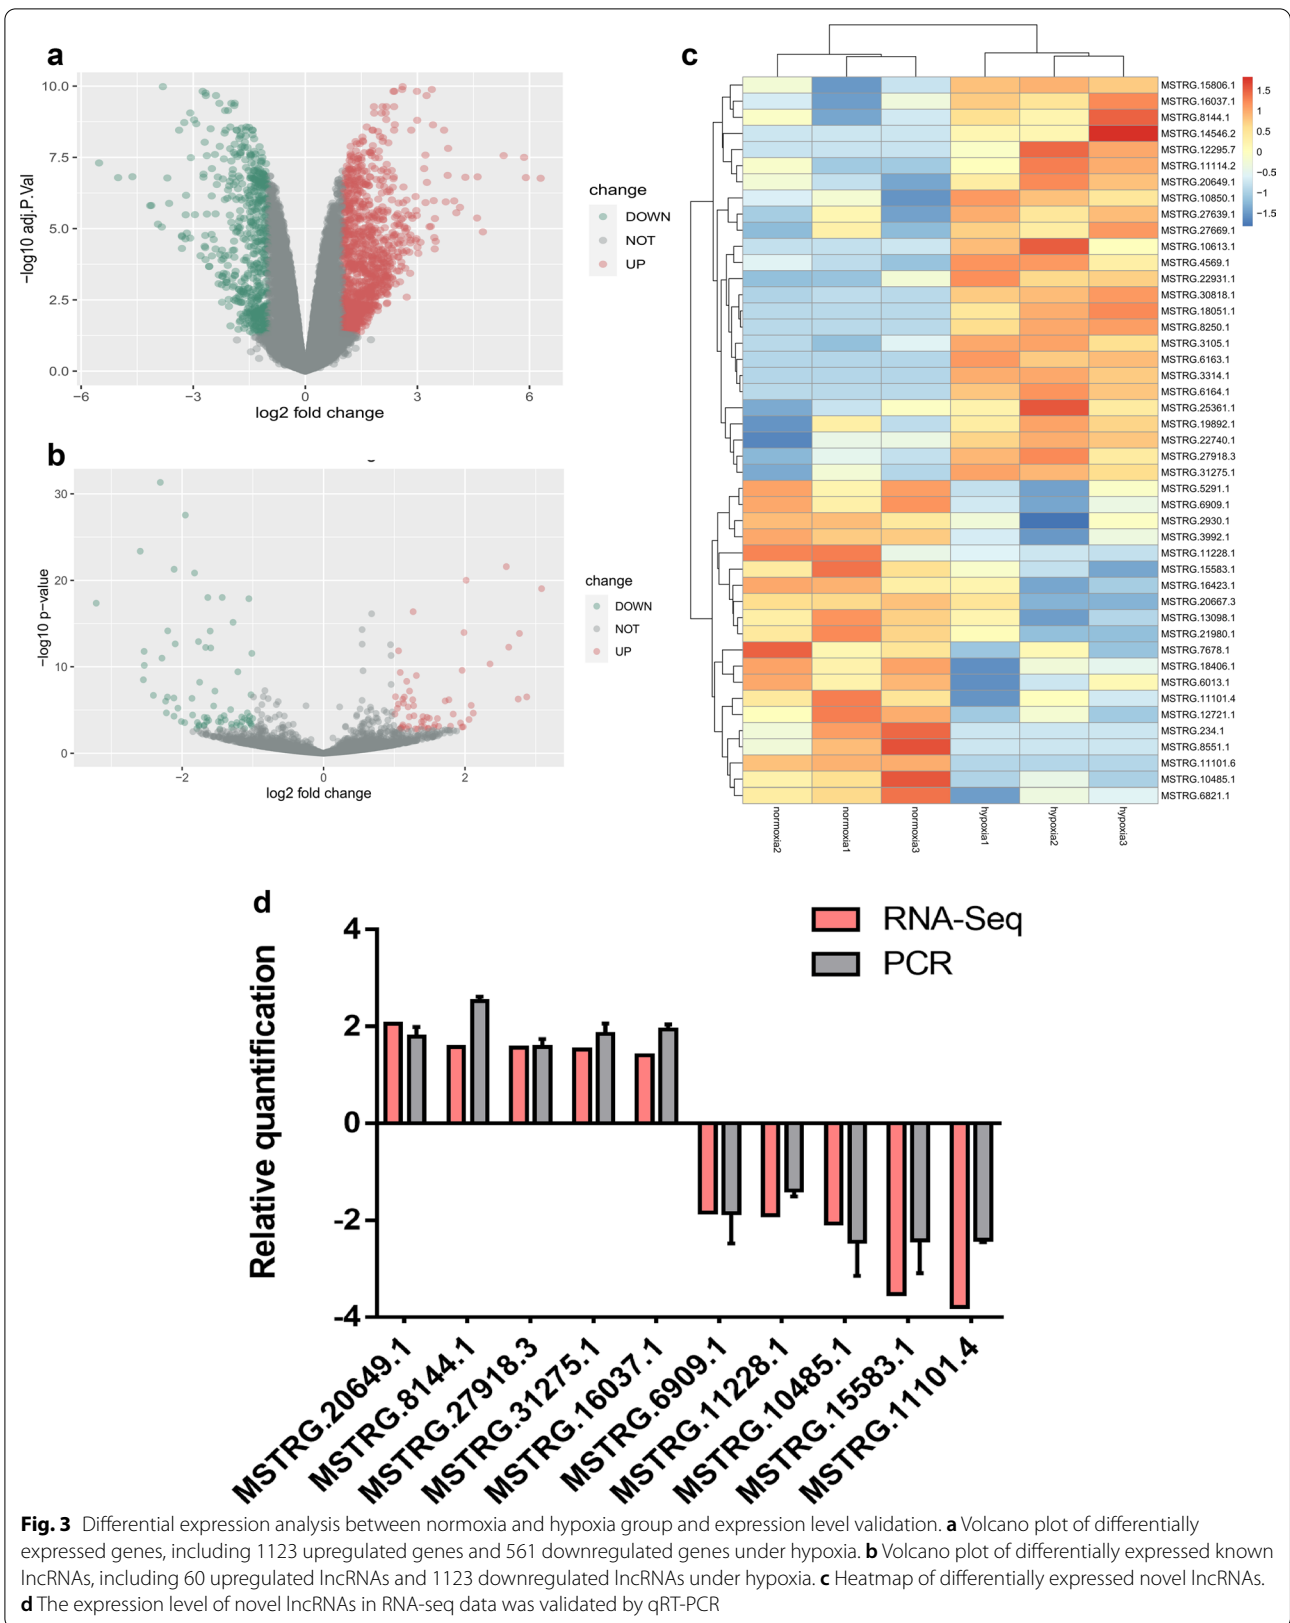 a
10.0
7.5
5.0
2.5
0.0
−6
−3
0
3
6
−log10 adj.P.Val
log2 fold change
change
DOWN
NOT
UP
b
30
20
10
0
−2
0
2
−log10 p−value
log2 fold change
change
DOWN
NOT
UP
c
MSTRG.15806.1
MSTRG.16037.1
MSTRG.8144.1
MSTRG.14546.2
MSTRG.12295.7
MSTRG.11114.2
MSTRG.20649.1
MSTRG.10850.1
MSTRG.27639.1
MSTRG.27669.1
MSTRG.10613.1
MSTRG.4569.1
MSTRG.22931.1
MSTRG.30818.1
MSTRG.18051.1
MSTRG.8250.1
MSTRG.3105.1
MSTRG.6163.1
MSTRG.3314.1
MSTRG.6164.1
MSTRG.25361.1
MSTRG.19892.1
MSTRG.22740.1
MSTRG.27918.3
MSTRG.31275.1
MSTRG.5291.1
MSTRG.6909.1
MSTRG.2930.1
MSTRG.3992.1
MSTRG.11228.1
MSTRG.15583.1
MSTRG.16423.1
MSTRG.20667.3
MSTRG.13098.1
MSTRG.21980.1
MSTRG.7678.1
MSTRG.18406.1
MSTRG.6013.1
MSTRG.11101.4
MSTRG.12721.1
MSTRG.234.1
MSTRG.8551.1
MSTRG.11101.6
MSTRG.10485.1
MSTRG.6821.1
1.5
1
0.5
0
−0.5
−1
−1.5
normoxia2
normoxia1
normoxia3
hypoxia1
hypoxia2
hypoxia3
d
RNA-Seq
PCR
4
2
0
-2
-4
Relative quantification
MSTRG.20649.1
MSTRG.8144.1
MSTRG.27918.3
MSTRG.31275.1
MSTRG.16037.1
MSTRG.6909.1
MSTRG.11228.1
MSTRG.10485.1
MSTRG.15583.1
MSTRG.11101.4
Fig. 3 Differential expression analysis between normoxia and hypoxia group and expression level validation. a Volcano plot of differentially
expressed genes, including 1123 upregulated genes and 561 downregulated genes under hypoxia. b Volcano plot of differentially expressed known
lncRNAs, including 60 upregulated lncRNAs and 1123 downregulated lncRNAs under hypoxia. c Heatmap of differentially expressed novel lncRNAs.
d The expression level of novel lncRNAs in RNA-seq data was validated by qRT-PCR